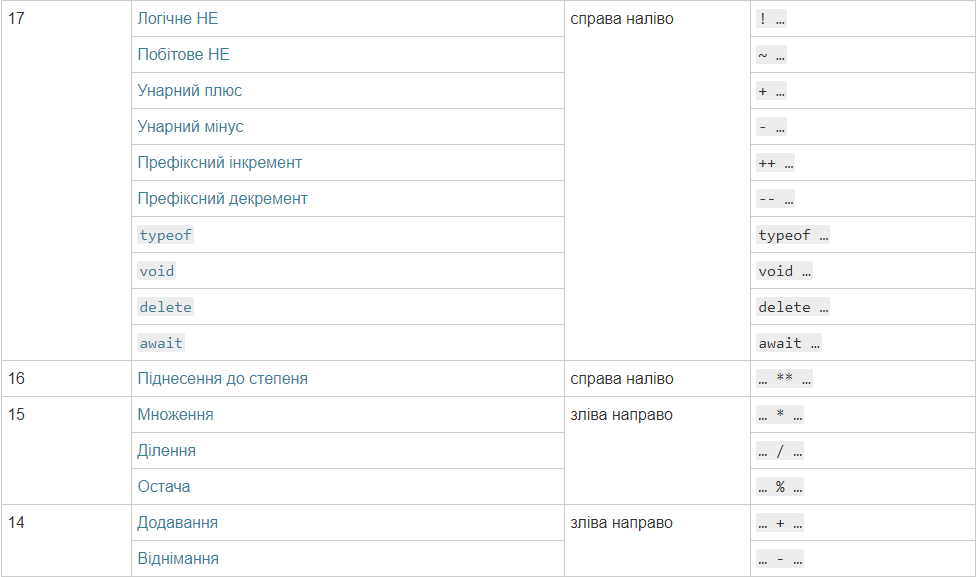 17 Логічне НЕ справа наліво ! …
Побітове НЕ ~ …
Унарний плюс + …
Унарний мінус - …
Префіксний інкремент ++ …
Префіксний декремент -- …
typeof typeof …
void void …
delete delete …
await await …
16 Піднесення до степеня справа наліво … ** …
15 Множення зліва направо … * …
Ділення … / …
Остача … % …
14 Додавання зліва направо … + …
Віднімання … - …